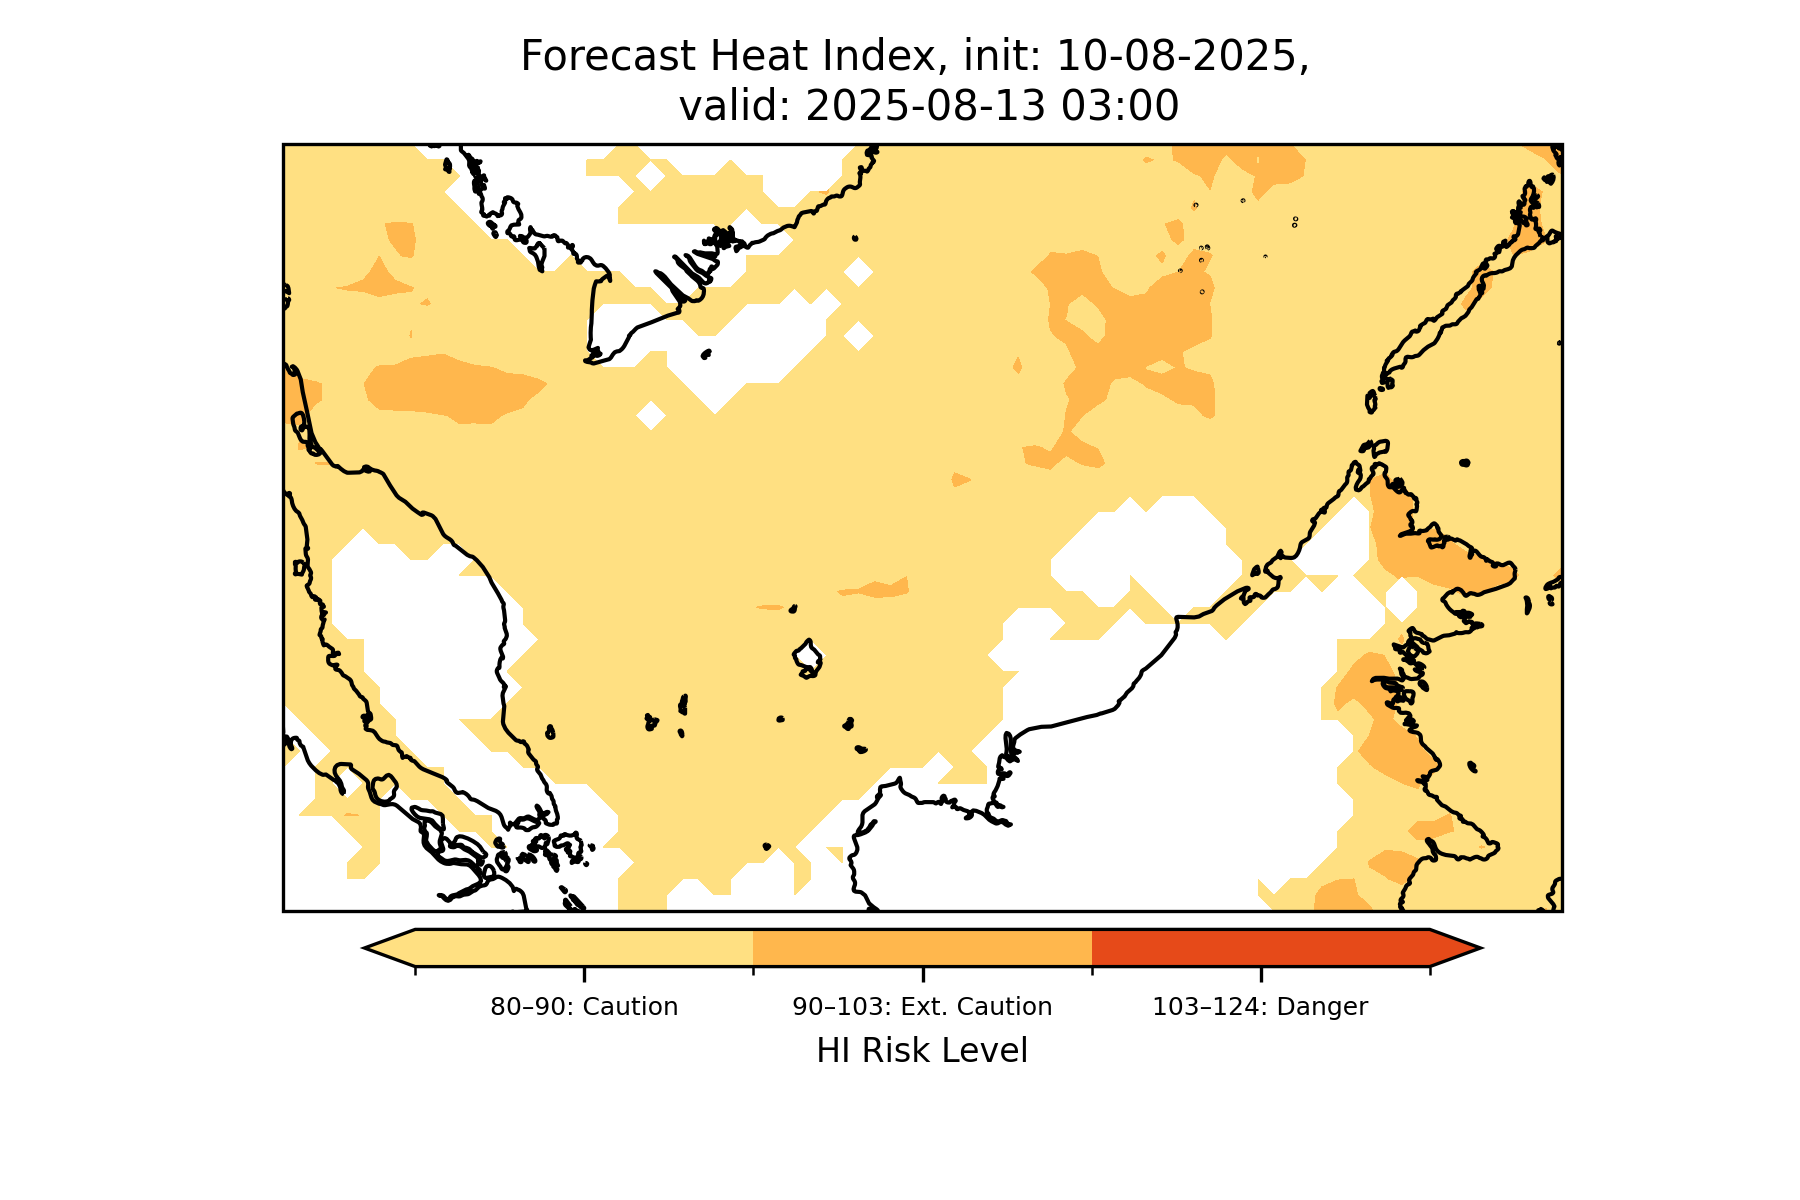 Forecast Heat Index, init: 10-08-2025,
valid: 2025-08-13 03:00
80–90: Caution
90–103: Ext. Caution
103–124: Danger
HI Risk Level